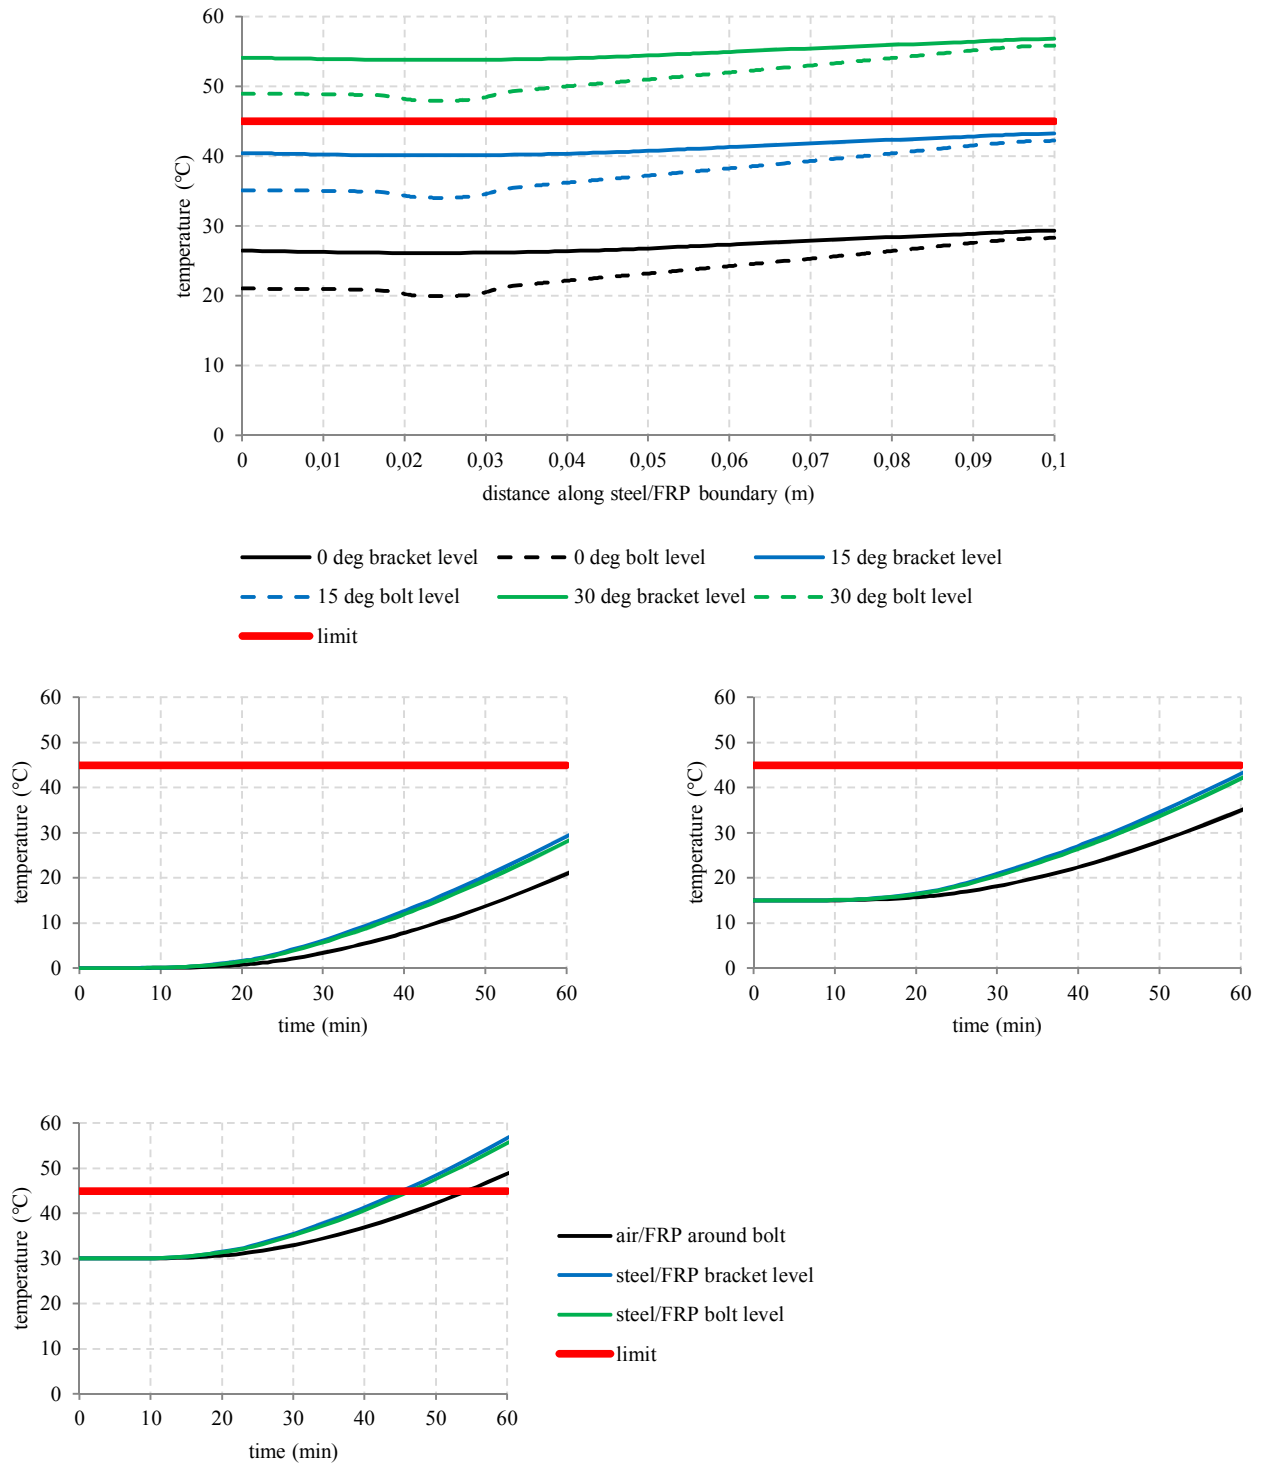 60
50
40
30
20
10
0
temperature (°C)
0 0,01 0,02 0,03 0,04 0,05 0,06 0,07 0,08 0,09 0,1
distance along steel/FRP boundary (m)
0 deg bracket level 0 deg bolt level 15 deg bracket level
15 deg bolt level 30 deg bracket level 30 deg bolt level
limit
60
50
40
30
20
10
0
temperature (°C)
0 10 20 30 40 50 60
time (min)
60
50
40
30
20
10
0
temperature (°C)
0 10 20 30 40 50 60
time (min)
60
50
40
30
20
10
0
temperature (°C)
0 10 20 30 40 50 60
time (min)
air/FRP around bolt
steel/FRP bracket level
steel/FRP bolt level
limit